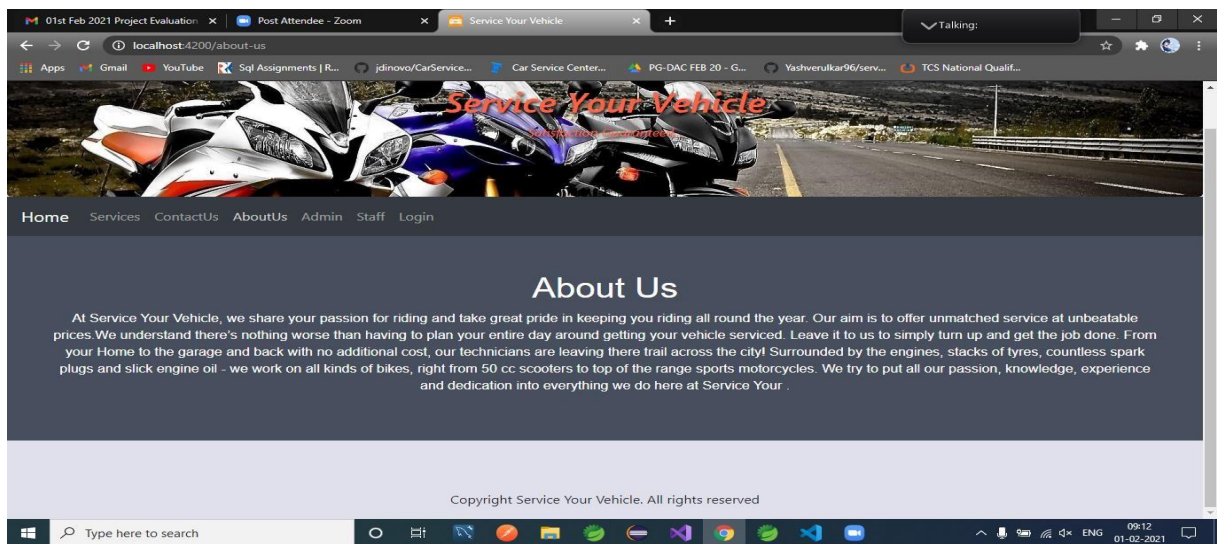 01st Feb 2021 Project Evaluation
Post Attendee - Zoom
Service Your Vehicle
Talking:
localhost:4200/about-us
Apps Gmail YouTube Sql Assignments | R... jdinovo/CarService... Car Service Center... PG-DAC FEB 20 - G... Yashverulkar96/serv... TCS National Qualif...
Service Your Vehicle
Satisfaction Guaranteed
Home Services ContactUs AboutUs Admin Staff Login
About Us
At Service Your Vehicle, we share your passion for riding and take great pride in keeping you riding all round the year. Our aim is to offer unmatched service at unbeatable
prices.We understand there's nothing worse than having to plan your entire day around getting your vehicle serviced. Leave it to us to simply turn up and get the job done. From
your Home to the garage and back with no additional cost, our technicians are leaving there trail across the city! Surrounded by the engines, stacks of tyres, countless spark
plugs and slick engine oil - we work on all kinds of bikes, right from 50 cc scooters to top of the range sports motorcycles. We try to put all our passion, knowledge, experience
and dedication into everything we do here at Service Your .
Copyright Service Your Vehicle. All rights reserved
Type here to search
ENG
09:12
01-02-2021